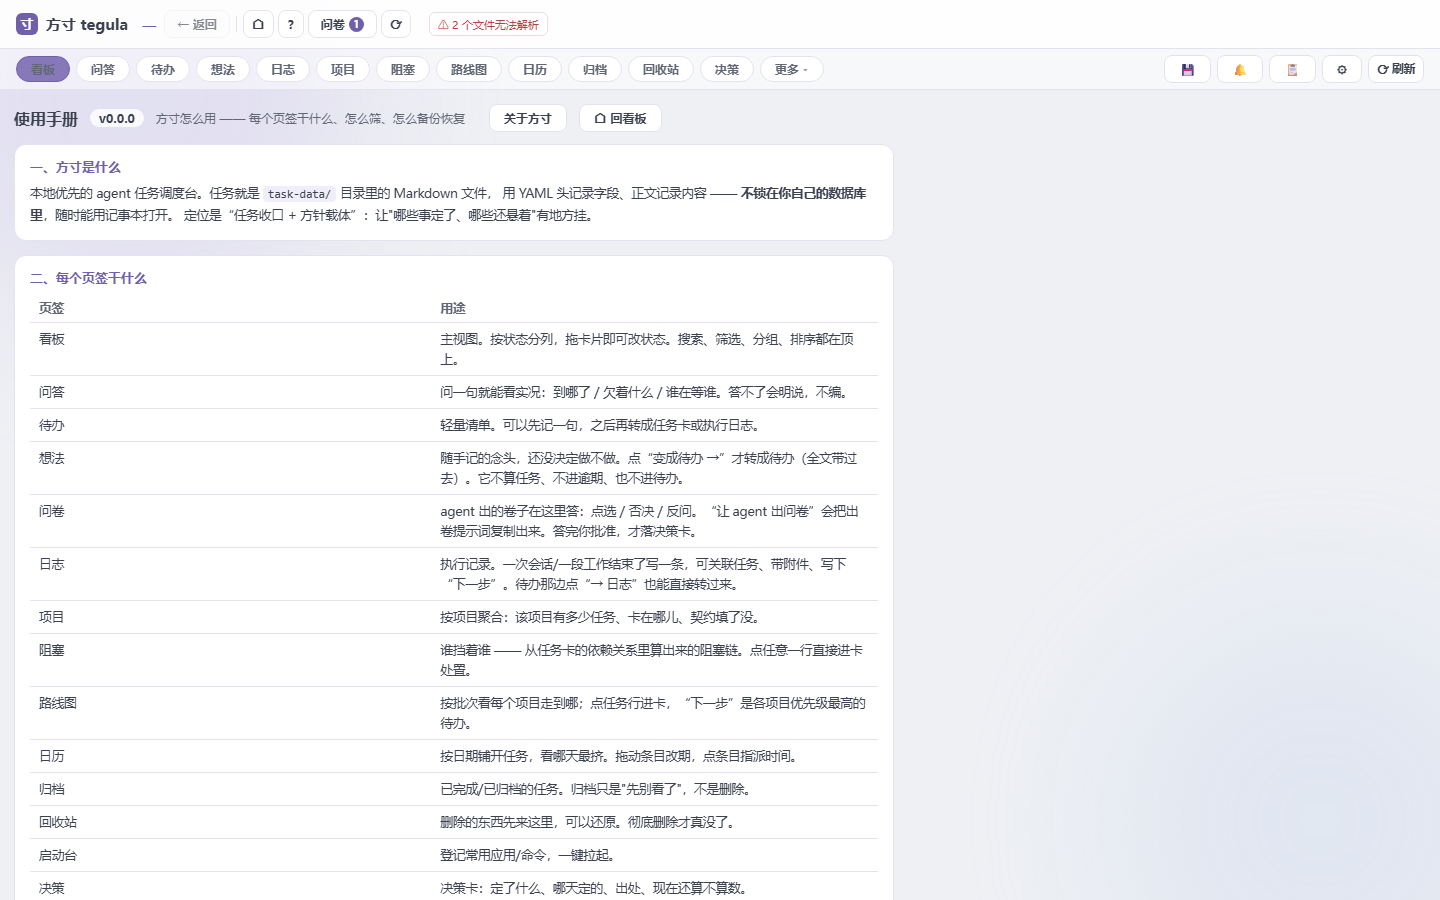 寸 方寸 tegula — ← 返回 ? 问卷 1 ⚠ 2 个文件无法解析
看板 问答 待办 想法 日志 项目 阻塞 路线图 日历 归档 回收站 决策 更多 刷新
使用手册 v0.0.0 方寸怎么用 —— 每个页签干什么、怎么筛、怎么备份恢复 关于方寸 回看板
一、方寸是什么
本地优先的 agent 任务调度台。任务就是 task-data/ 目录里的 Markdown 文件， 用 YAML 头记录字段、正文记录内容 —— 不锁在你自己的数据库
里，随时能用记事本打开。 定位是“任务收口 + 方针载体”：让"哪些事定了、哪些还悬着"有地方挂。
二、每个页签干什么
页签 用途
看板 主视图。按状态分列，拖卡片即可改状态。搜索、筛选、分组、排序都在顶
上。
问答 问一句就能看实况：到哪了 / 欠着什么 / 谁在等谁。答不了会明说，不编。
待办 轻量清单。可以先记一句，之后再转成任务卡或执行日志。
想法 随手记的念头，还没决定做不做。点“变成待办 →”才转成待办（全文带过
去）。它不算任务、不进逾期、也不进待办。
问卷 agent 出的卷子在这里答：点选 / 否决 / 反问。“让 agent 出问卷”会把出
卷提示词复制出来。答完你批准，才落决策卡。
日志 执行记录。一次会话/一段工作结束了写一条，可关联任务、带附件、写下
“下一步”。待办那边点“→ 日志”也能直接转过来。
项目 按项目聚合：该项目有多少任务、卡在哪儿、契约填了没。
阻塞 谁挡着谁 —— 从任务卡的依赖关系里算出来的阻塞链。点任意一行直接进卡
处置。
路线图 按批次看每个项目走到哪；点任务行进卡，“下一步”是各项目优先级最高的
待办。
日历 按日期铺开任务，看哪天最挤。拖动条目改期，点条目指派时间。
归档 已完成/已归档的任务。归档只是"先别看了"，不是删除。
回收站 删除的东西先来这里，可以还原。彻底删除才真没了。
启动台 登记常用应用/命令，一键拉起。
决策 决策卡：定了什么、哪天定的、出处、现在还算不算数。